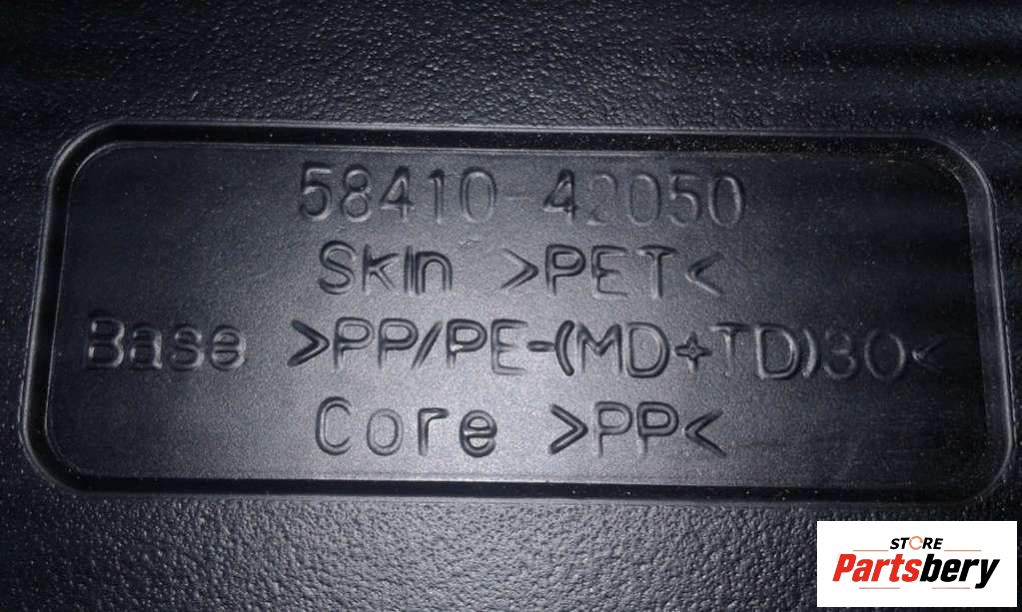 58410-42050
Skin >PET<
Base >PP/PE-(MD+TD)30<
Core >PP<
STORE
Partsbery